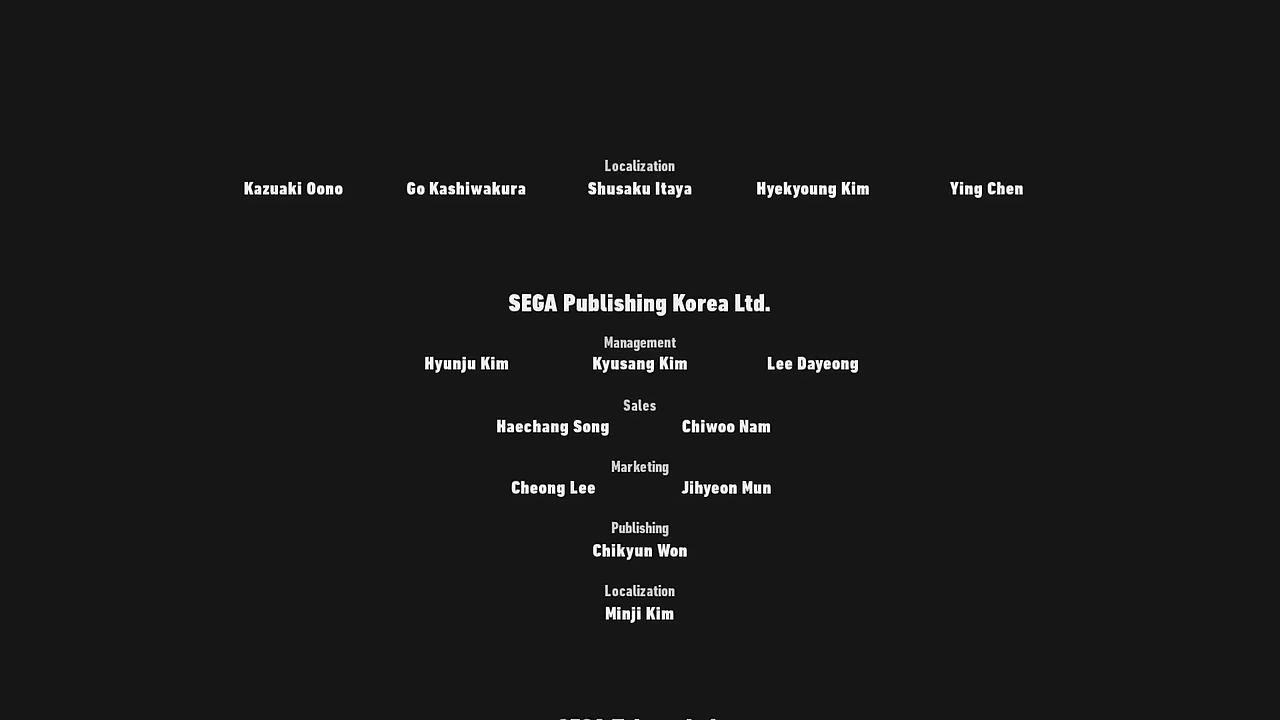 Localization
Kazuaki Oono Go Kashiwakura Shusaku Itaya Hyekyoung Kim Ying Chen
SEGA Publishing Korea Ltd.
Management
Hyunju Kim Kyusang Kim Lee Dayeong
Sales
Haechang Song Chiwoo Nam
Marketing
Cheong Lee Jihyeon Mun
Publishing
Chikyun Won
Localization
Minji Kim